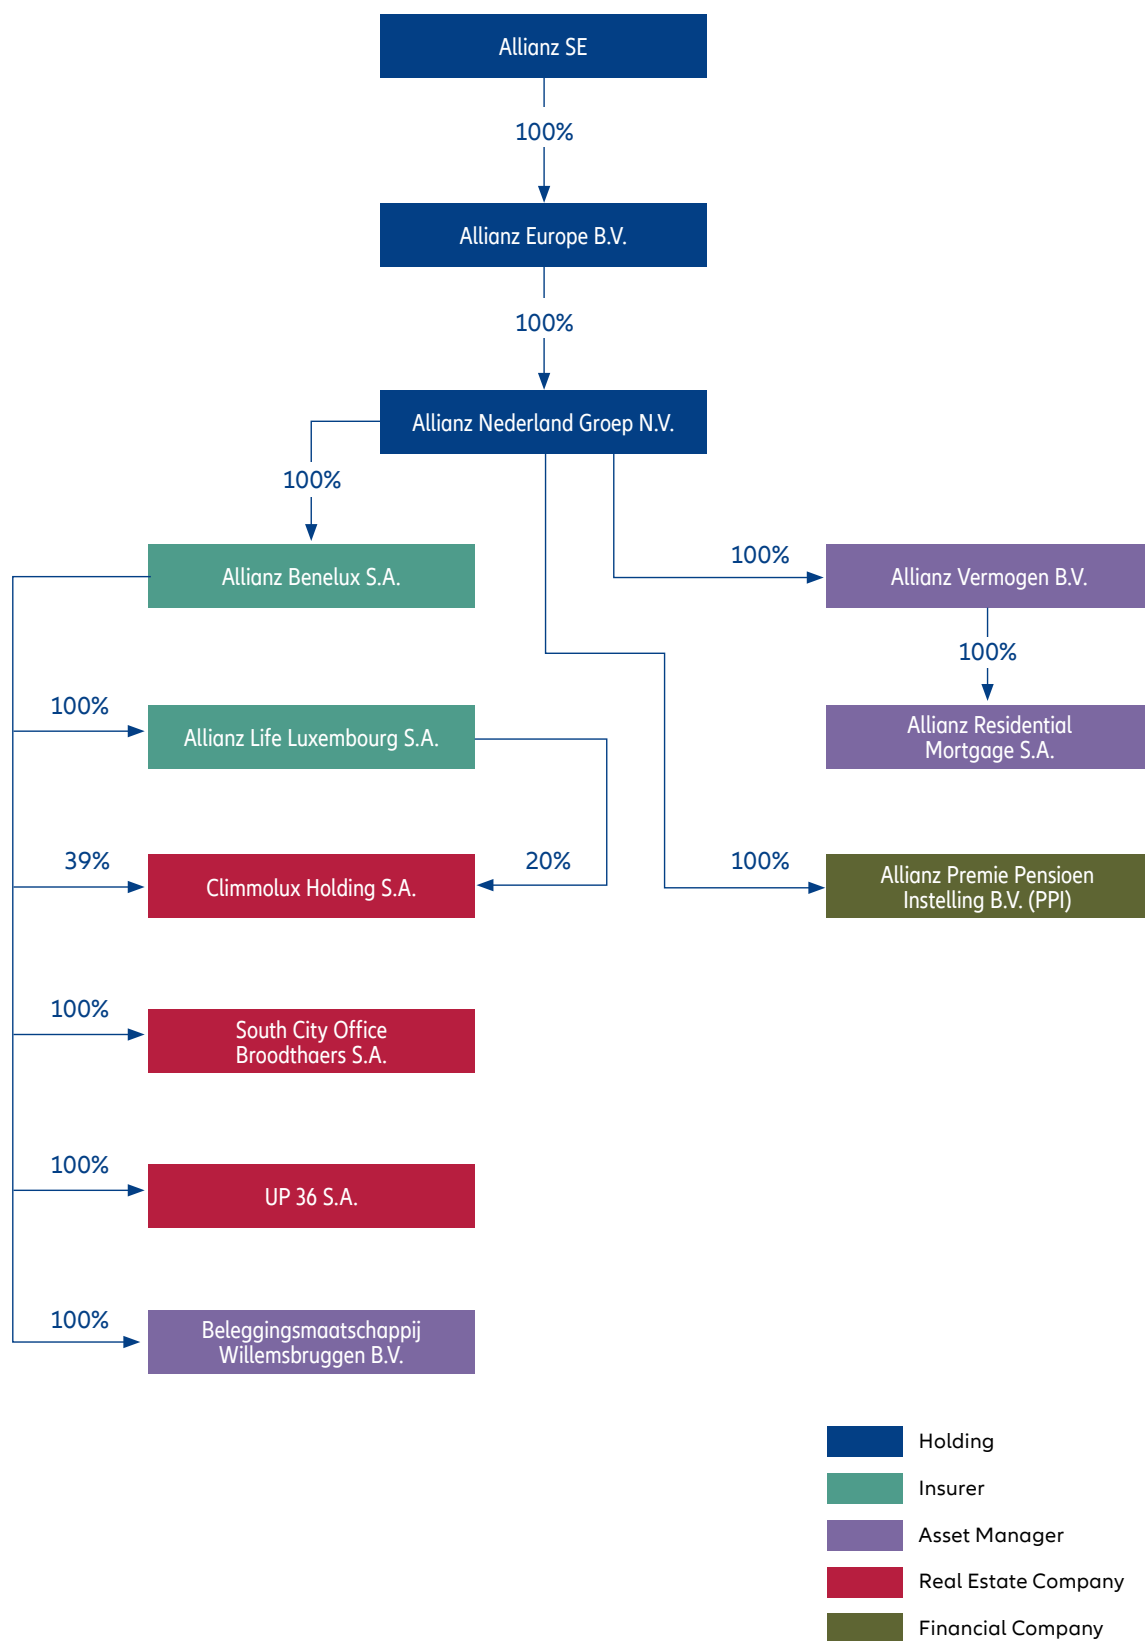 Allianz SE
100%
Allianz Europe B.V.
100%
Allianz Nederland Groep N.V.
100%
100%
Allianz Benelux S.A.
Allianz Vermogen B.V.
100%
100%
Allianz Life Luxembourg S.A.
Allianz Residential
Mortgage S.A.
39%
20%
100%
Climmolux Holding S.A.
Allianz Premie Pensioen
Instelling B.V. (PPI)
100%
South City Office
Broodthaers S.A.
100%
UP 36 S.A.
100%
Beleggingsmaatschappij
Willemsbruggen B.V.
Holding
Insurer
Asset Manager
Real Estate Company
Financial Company